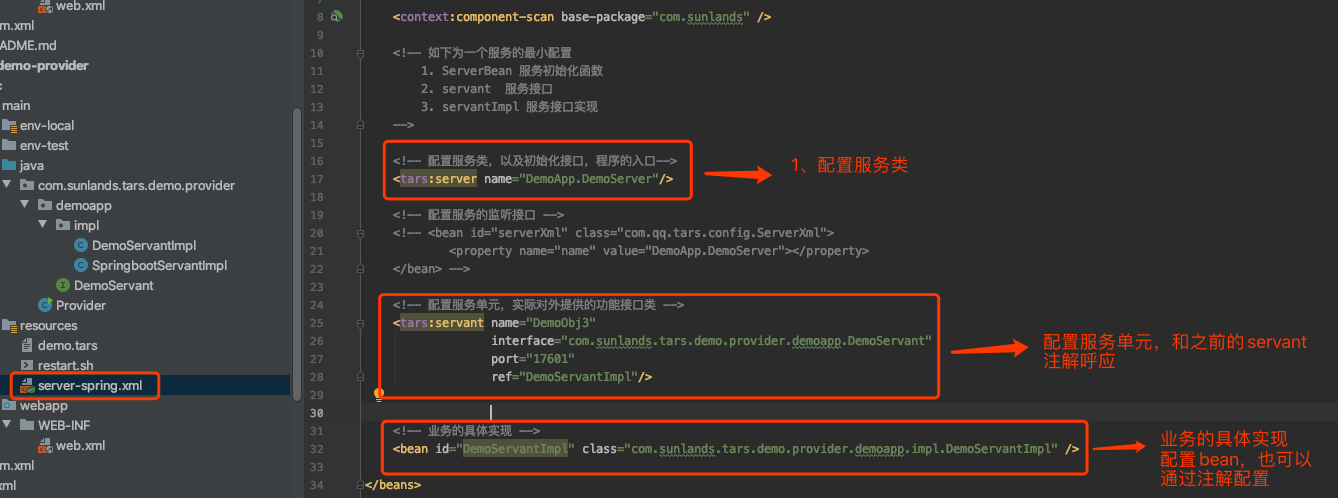 web.xml
m.xml
ADME.md
demo-provider
main
env-local
env-test
java
com.sunlands.tars.demo.provider
demoapp
impl
DemoServantImpl
SpringbootServantImpl
DemoServant
Provider
resources
demo.tars
restart.sh
server-spring.xml
webapp
WEB-INF
web.xml
m.xml
xml
8 <context:component-scan base-package="com.sunlands" />
9
10 <!-- 如下为一个服务的最小配置
11 1. ServerBean 服务初始化函数
12 2. servant 服务接口
13 3. servantImpl 服务接口实现
14 -->
15
16 <!-- 配置服务类，以及初始化接口，程序的入口-->
17 <tars:server name="DemoApp.DemoServer"/>
18
19 <!-- 配置服务的监听接口 -->
20 <!-- <bean id="serverXml" class="com.qq.tars.config.ServerXml">
21 <property name="name" value="DemoApp.DemoServer"></property>
22 </bean> -->
23
24 <!-- 配置服务单元，实际对外提供的功能接口类 -->
25 <tars:servant name="DemoObj3"
26 interface="com.sunlands.tars.demo.provider.demoapp.DemoServant"
27 port="17601"
28 ref="DemoServantImpl"/>
29
30
31 <!-- 业务的具体实现 -->
32 <bean id="DemoServantImpl" class="com.sunlands.tars.demo.provider.demoapp.impl.DemoServantImpl" />
33
34 </beans>
1、配置服务类
配置服务单元，和之前的servant
注解呼应
业务的具体实现
配置bean，也可以
通过注解配置